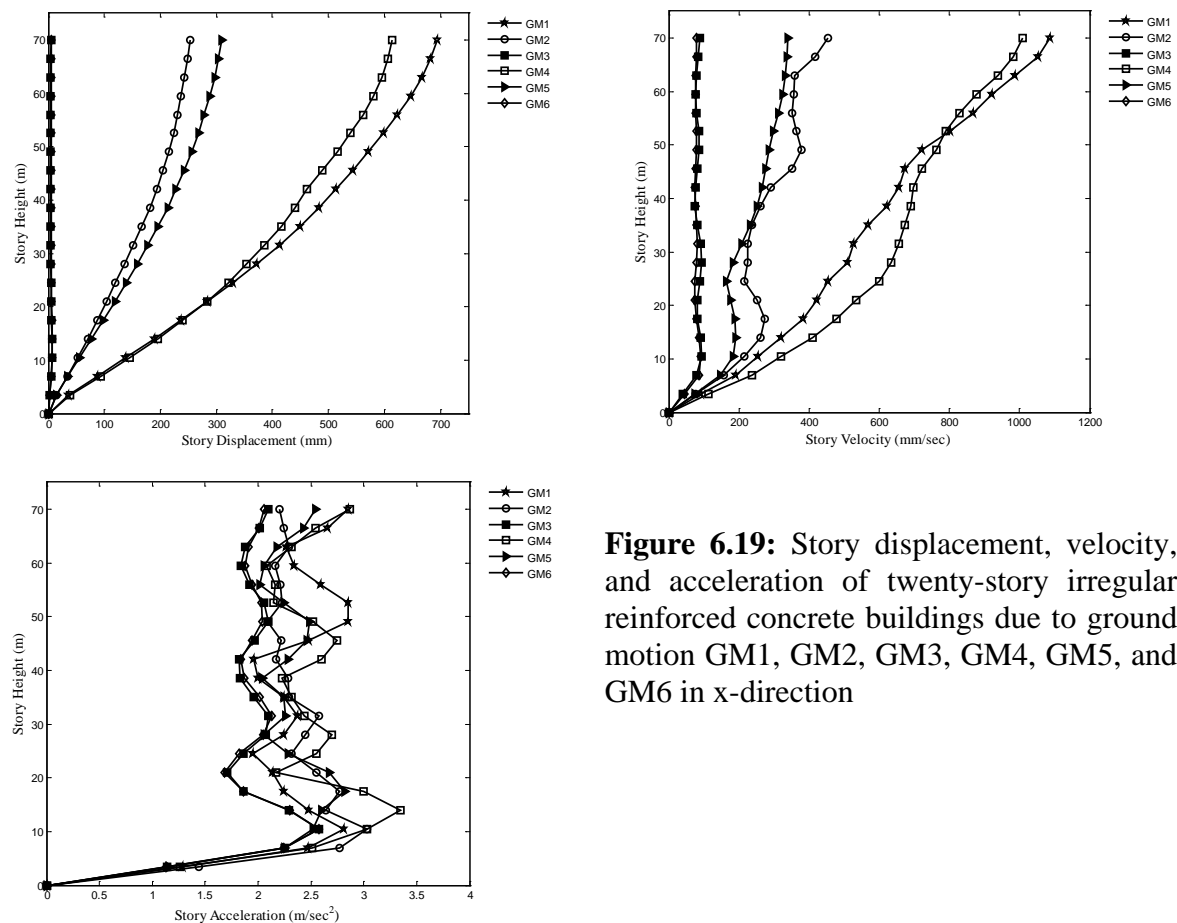 70
60
50
40
30
20
10
0
Story Height (m)
0 100 200 300 400 500 600 700
Story Displacement (mm)
GM1
GM2
GM3
GM4
GM5
GM6
70
60
50
40
30
20
10
0
Story Height (m)
0 200 400 600 800 1000 1200
Story Velocity (mm/sec)
GM1
GM2
GM3
GM4
GM5
GM6
70
60
50
40
30
20
10
0
Story Height (m)
0 0.5 1 1.5 2 2.5 3 3.5 4
Story Acceleration (m/sec²)
GM1
GM2
GM3
GM4
GM5
GM6
Figure 6.19: Story displacement, velocity,
and acceleration of twenty-story irregular
reinforced concrete buildings due to ground
motion GM1, GM2, GM3, GM4, GM5, and
GM6 in x-direction